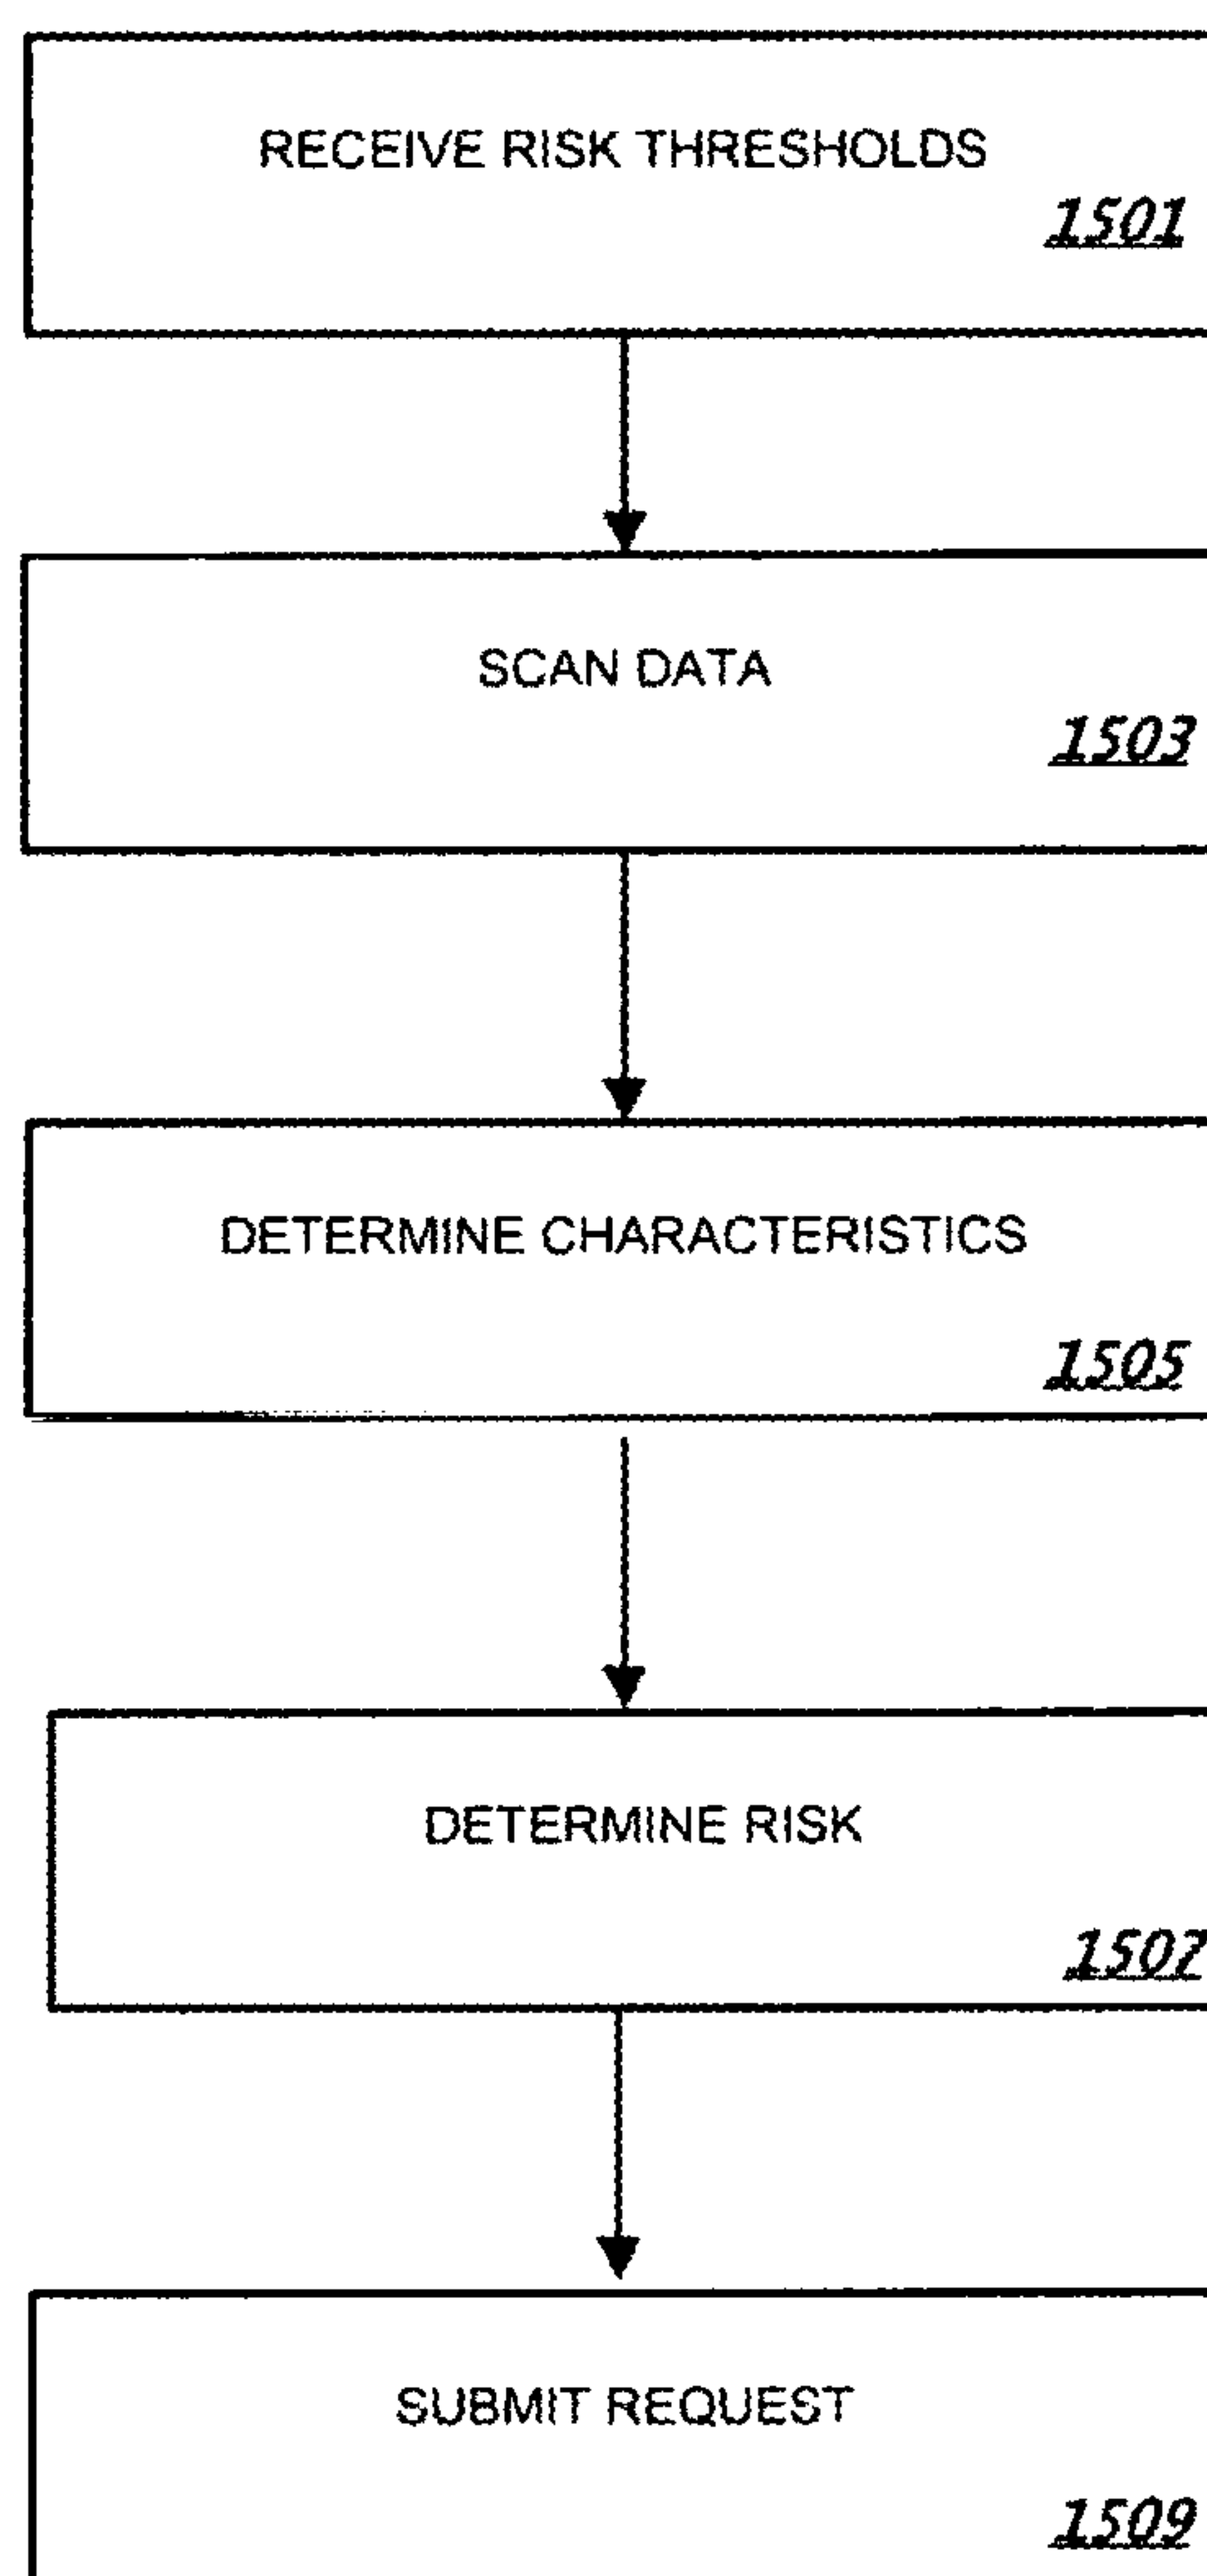 RECEIVE RISK THRESHOLDS
1501
SCAN DATA
1503
DETERMINE CHARACTERISTICS
1505
DETERMINE RISK
1507
SUBMIT REQUEST
1509